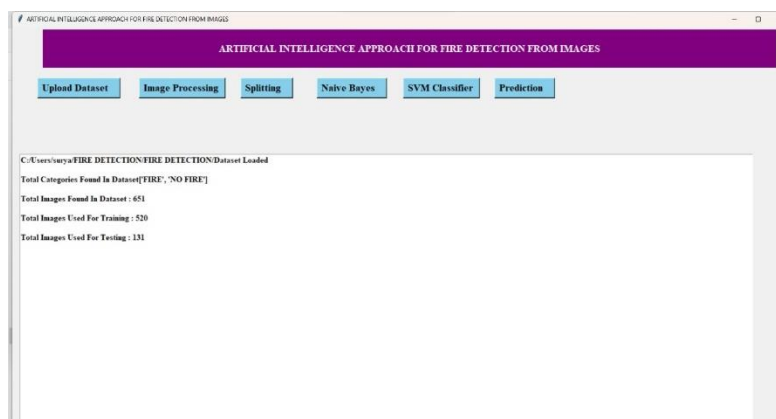 ARTIFICIAL INTELLIGENCE APPROACH FOR FIRE DETECTION FROM IMAGES
ARTIFICIAL INTELLIGENCE APPROACH FOR FIRE DETECTION FROM IMAGES
Upload Dataset Image Processing Splitting Naive Bayes SVM Classifier Prediction
C:/Users/surya/FIRE DETECTION/FIRE DETECTION/Dataset Loaded
Total Categories Found In Dataset['FIRE', 'NO FIRE']
Total Images Found In Dataset : 651
Total Images Used For Training : 520
Total Images Used For Testing : 131